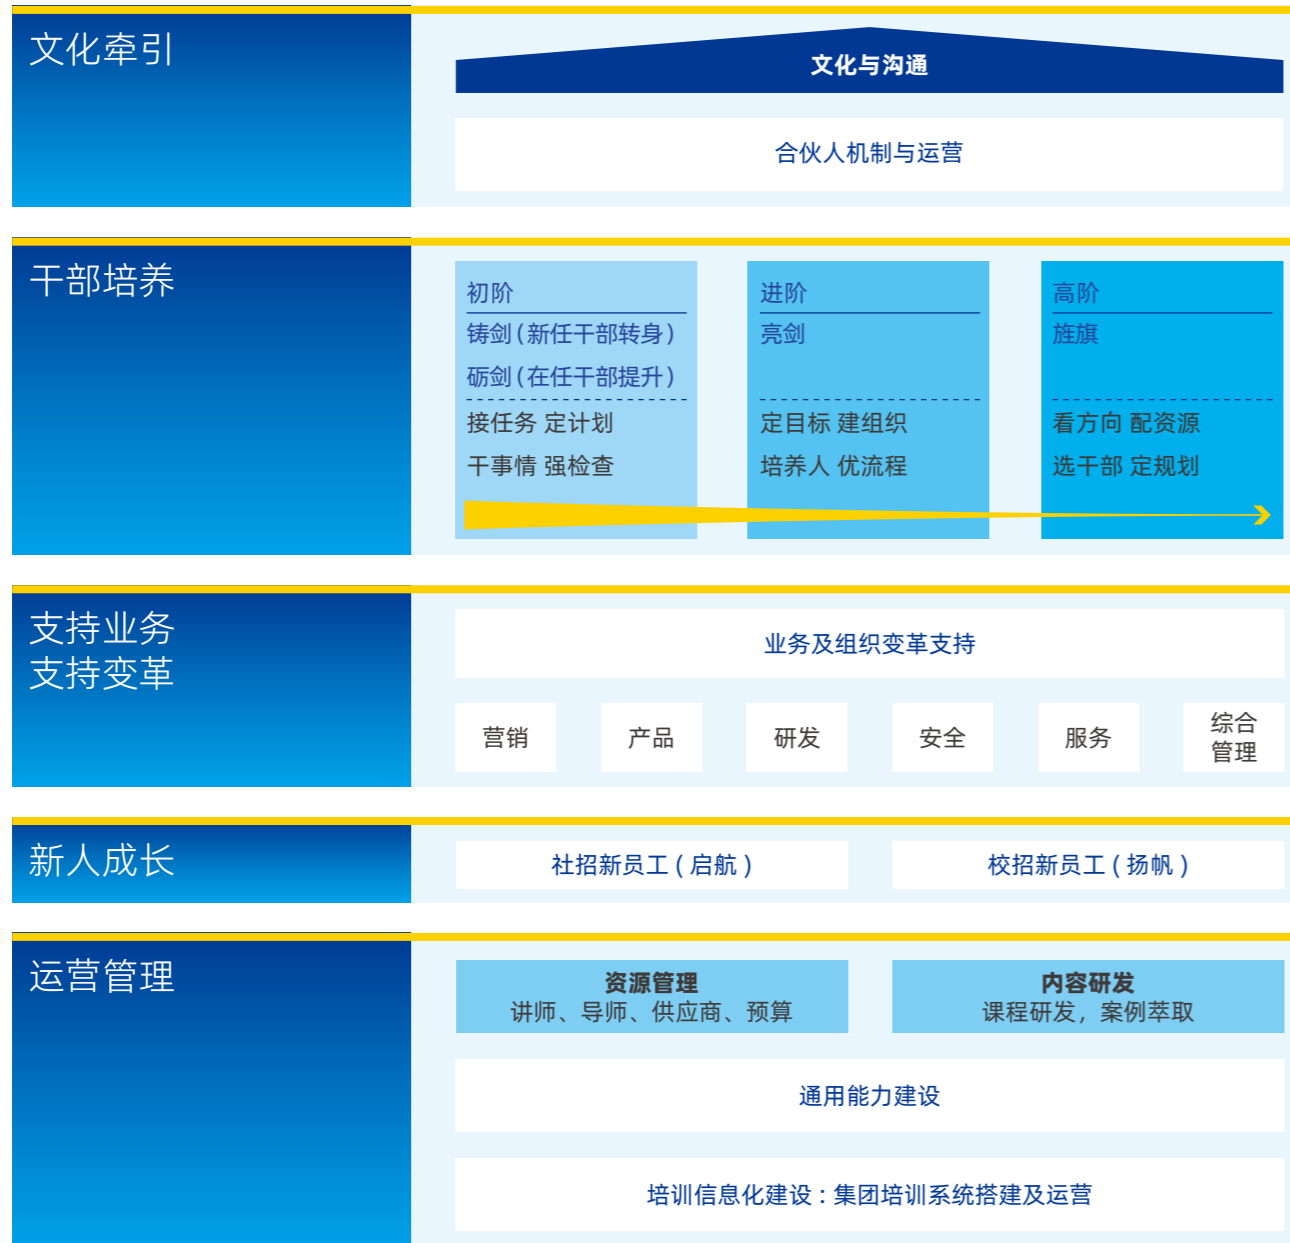 文化牵引
文化与沟通
合伙人机制与运营
干部培养
初阶
铸剑(新任干部转身)
砺剑(在任干部提升)
接任务 定计划
干事情 强检查
进阶
亮剑
定目标 建组织
培养人 优流程
高阶
旌旗
看方向 配资源
选干部 定规划
支持业务
支持变革
业务及组织变革支持
营销
产品
研发
安全
服务
综合
管理
新人成长
社招新员工(启航)
校招新员工(扬帆)
运营管理
资源管理
讲师、导师、供应商、预算
内容研发
课程研发，案例萃取
通用能力建设
培训信息化建设:集团培训系统搭建及运营